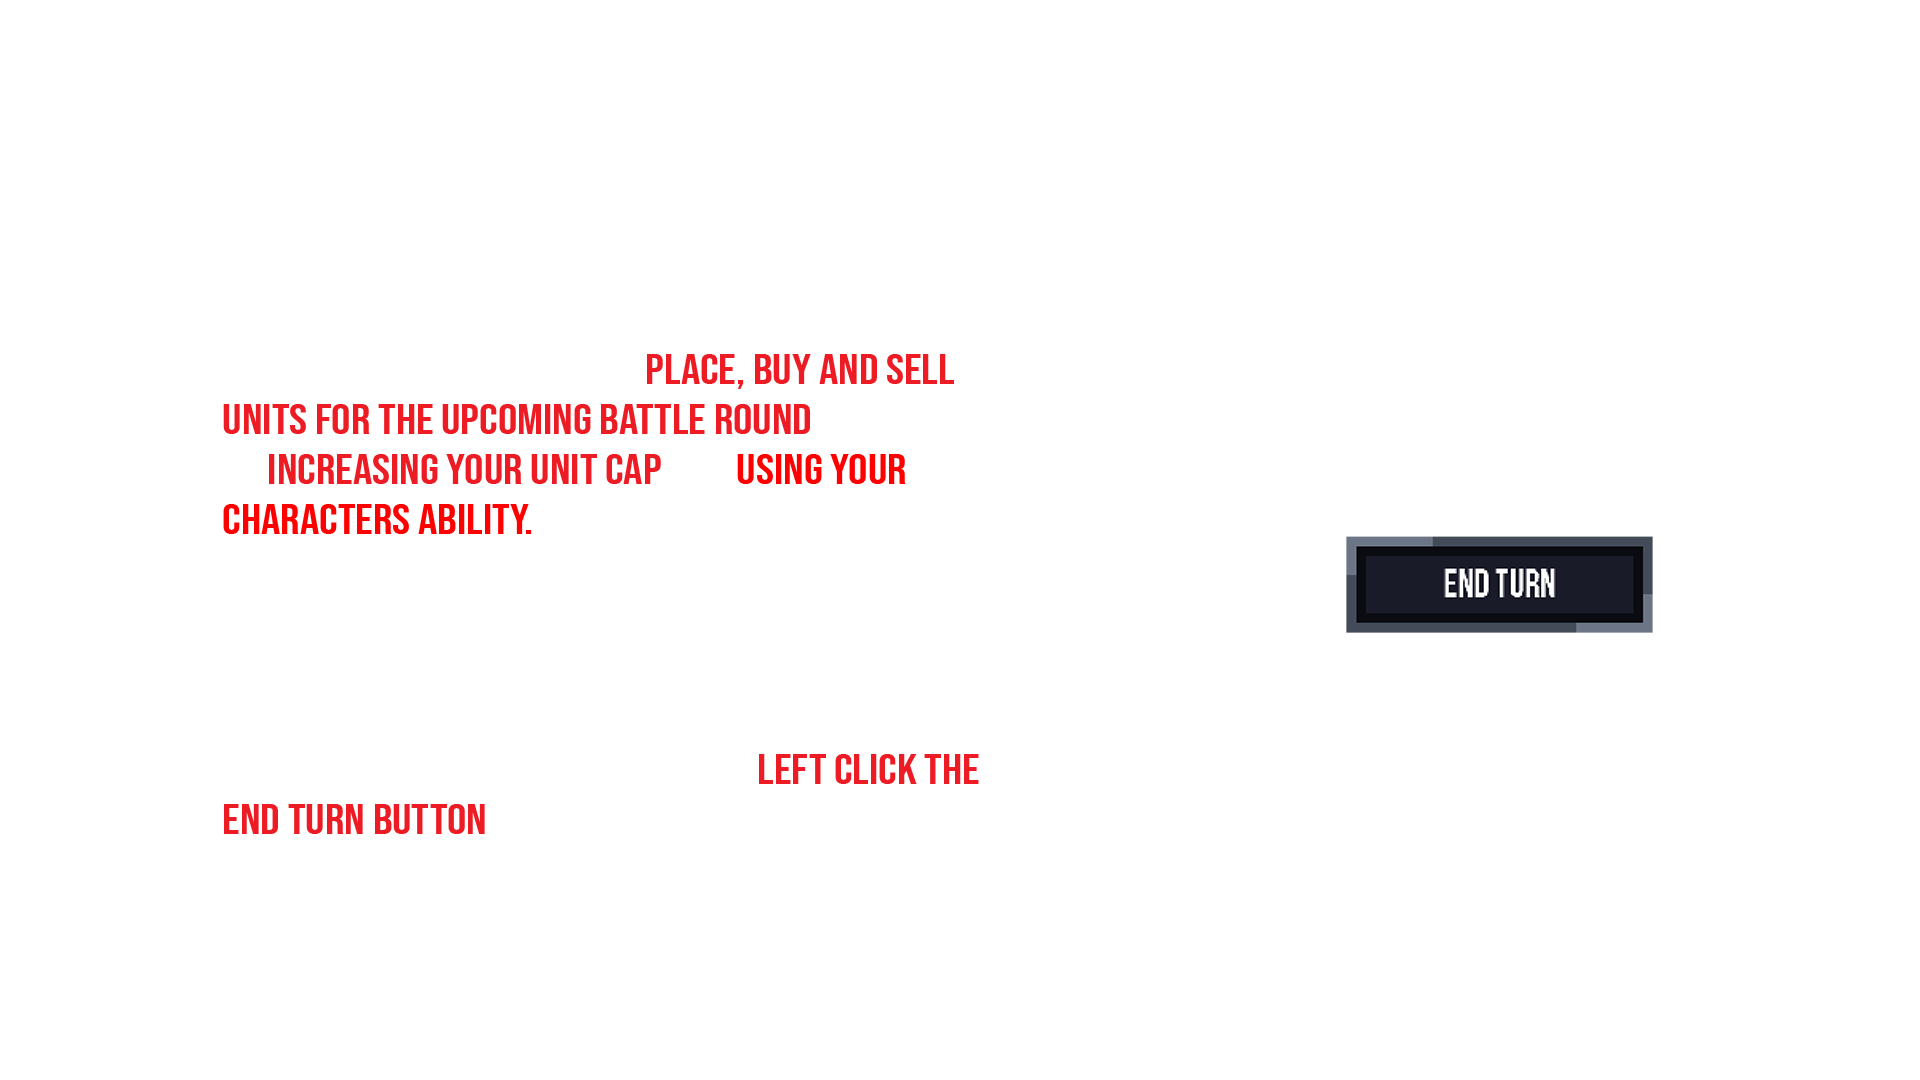 PLACE, BUY AND SELL
UNITS FOR THE UPCOMING BATTLE ROUND
INCREASING YOUR UNIT CAP USING YOUR
CHARACTERS ABILITY.
END TURN
LEFT CLICK THE
END TURN BUTTON